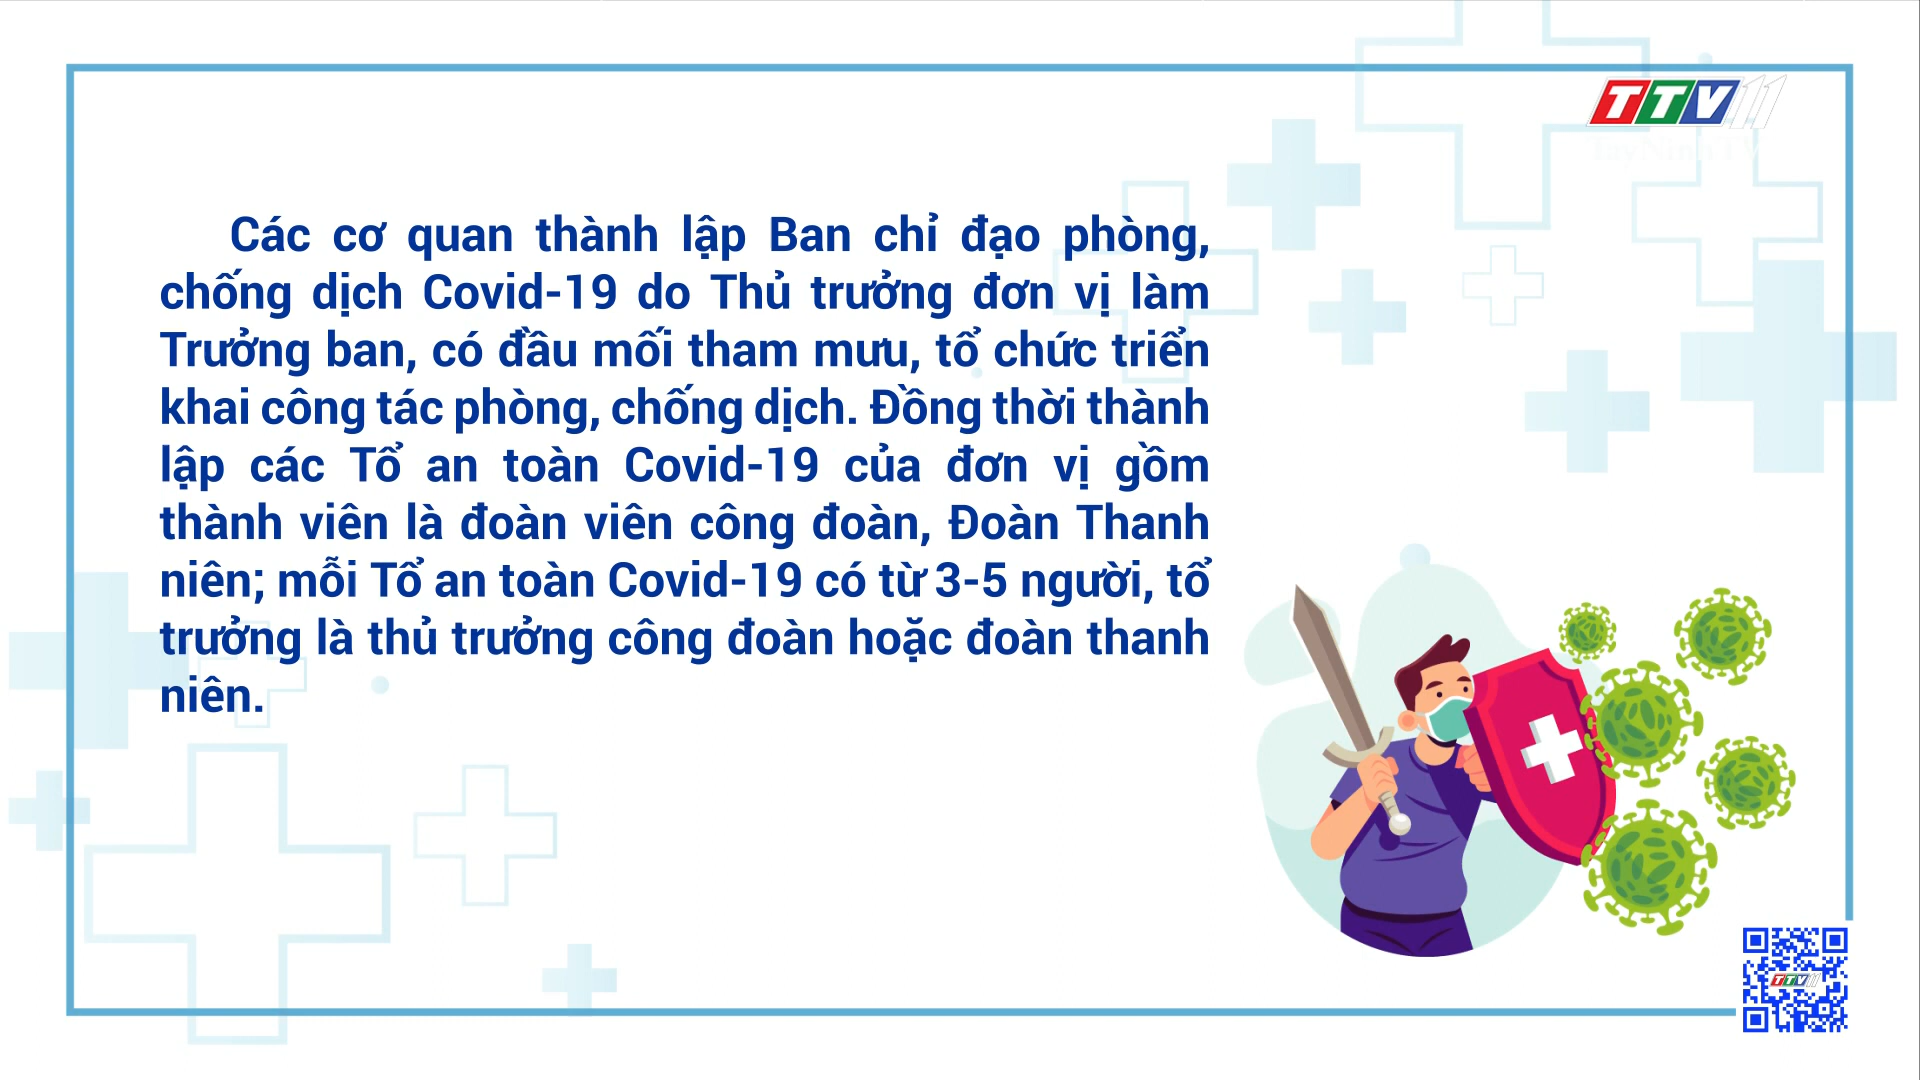 TTV11
TayNinhTV
Các cơ quan thành lập Ban chỉ đạo phòng,
chống dịch Covid-19 do Thủ trưởng đơn vị làm
Trưởng ban, có đầu mối tham mưu, tổ chức triển
khai công tác phòng, chống dịch. Đồng thời thành
lập các Tổ an toàn Covid-19 của đơn vị gồm
thành viên là đoàn viên công đoàn, Đoàn Thanh
niên; mỗi Tổ an toàn Covid-19 có từ 3-5 người, tổ
trưởng là thủ trưởng công đoàn hoặc đoàn thanh
niên.
TTV11